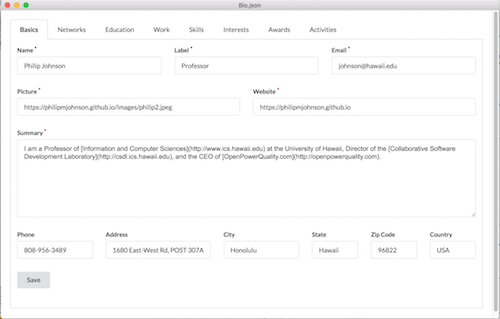 Bio.json
Basics Networks Education Work Skills Interests Awards Activities
Name * Label * Email *
Philip Johnson Professor johnson@hawaii.edu
Picture * Website *
https://philipmjohnson.github.io/images/philip2.jpeg https://philipmjohnson.github.io
Summary *
I am a Professor of [Information and Computer Sciences](http://www.ics.hawaii.edu) at the University of Hawaii, Director of the [Collaborative Software
Development Laboratory](http://csdl.ics.hawaii.edu), and the CEO of [OpenPowerQuality.com](http://openpowerquality.com).
Phone Address City State Zip Code Country
808-956-3489 1680 East-West Rd, POST 307A Honolulu Hawaii 96822 USA
Save